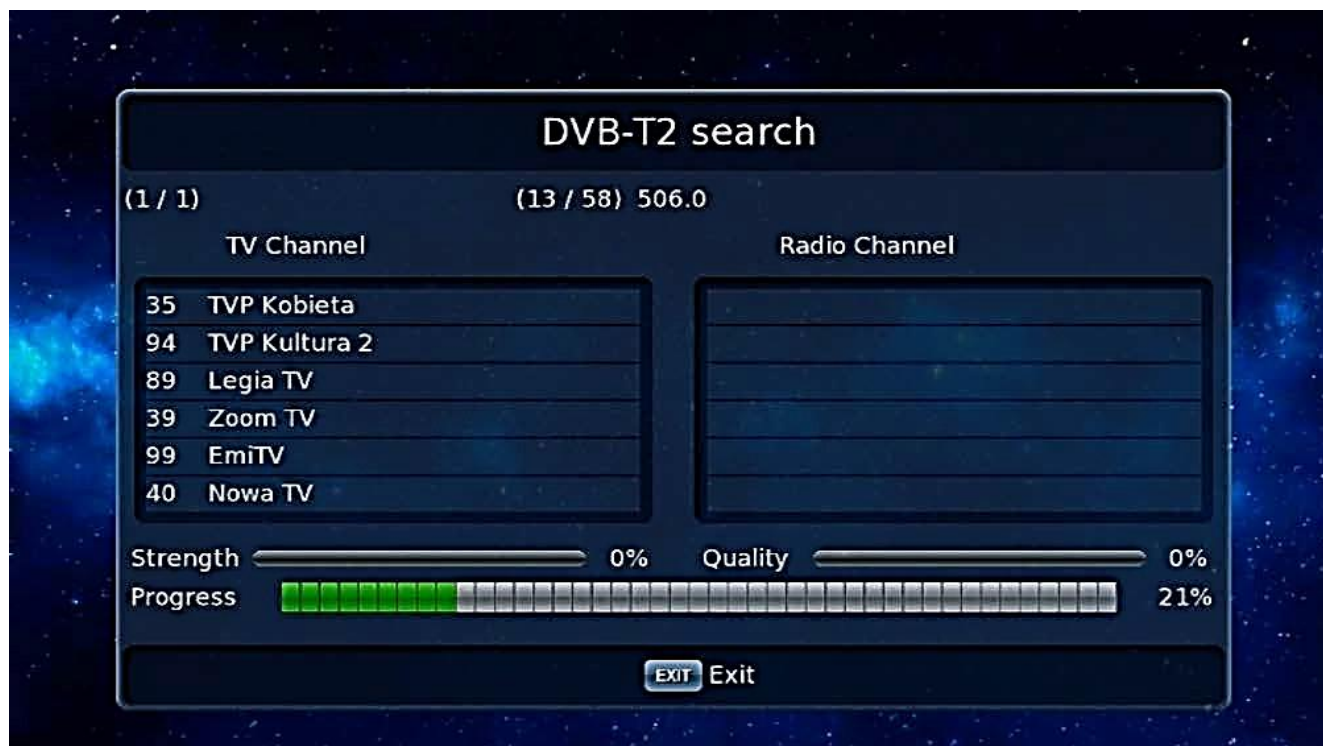 DVB-T2 search
(1 / 1) (13 / 58) 506.0
TV Channel Radio Channel
35 TVP Kobieta
94 TVP Kultura 2
89 Legia TV
39 Zoom TV
99 EmiTV
40 Nowa TV
Strength 0% Quality 0%
Progress 21%
EXIT Exit